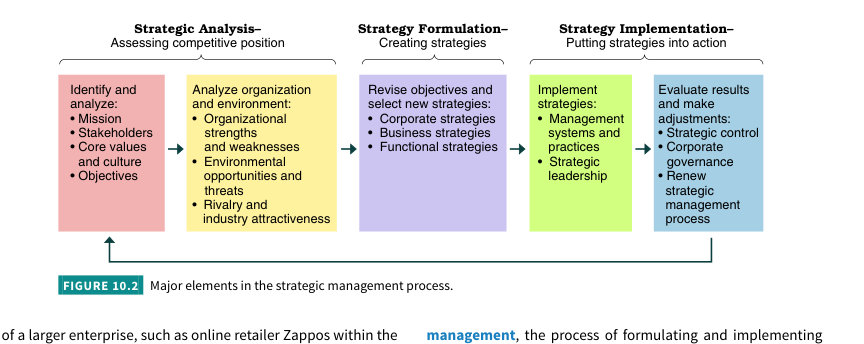 Strategic Analysis–
Assessing competitive position
Strategy Formulation–
Creating strategies
Strategy Implementation–
Putting strategies into action
Identify and
analyze:
• Mission
• Stakeholders
• Core values
and culture
• Objectives
Analyze organization
and environment:
• Organizational
strengths
and weaknesses
• Environmental
opportunities and
threats
• Rivalry and
industry attractiveness
Revise objectives and
select new strategies:
• Corporate strategies
• Business strategies
• Functional strategies
Implement
strategies:
• Management
systems and
practices
• Strategic
leadership
Evaluate results
and make
adjustments:
• Strategic control
• Corporate
governance
• Renew
strategic
management
process
FIGURE 10.2 Major elements in the strategic management process.
of a larger enterprise, such as online retailer Zappos within the
management, the process of formulating and implementing